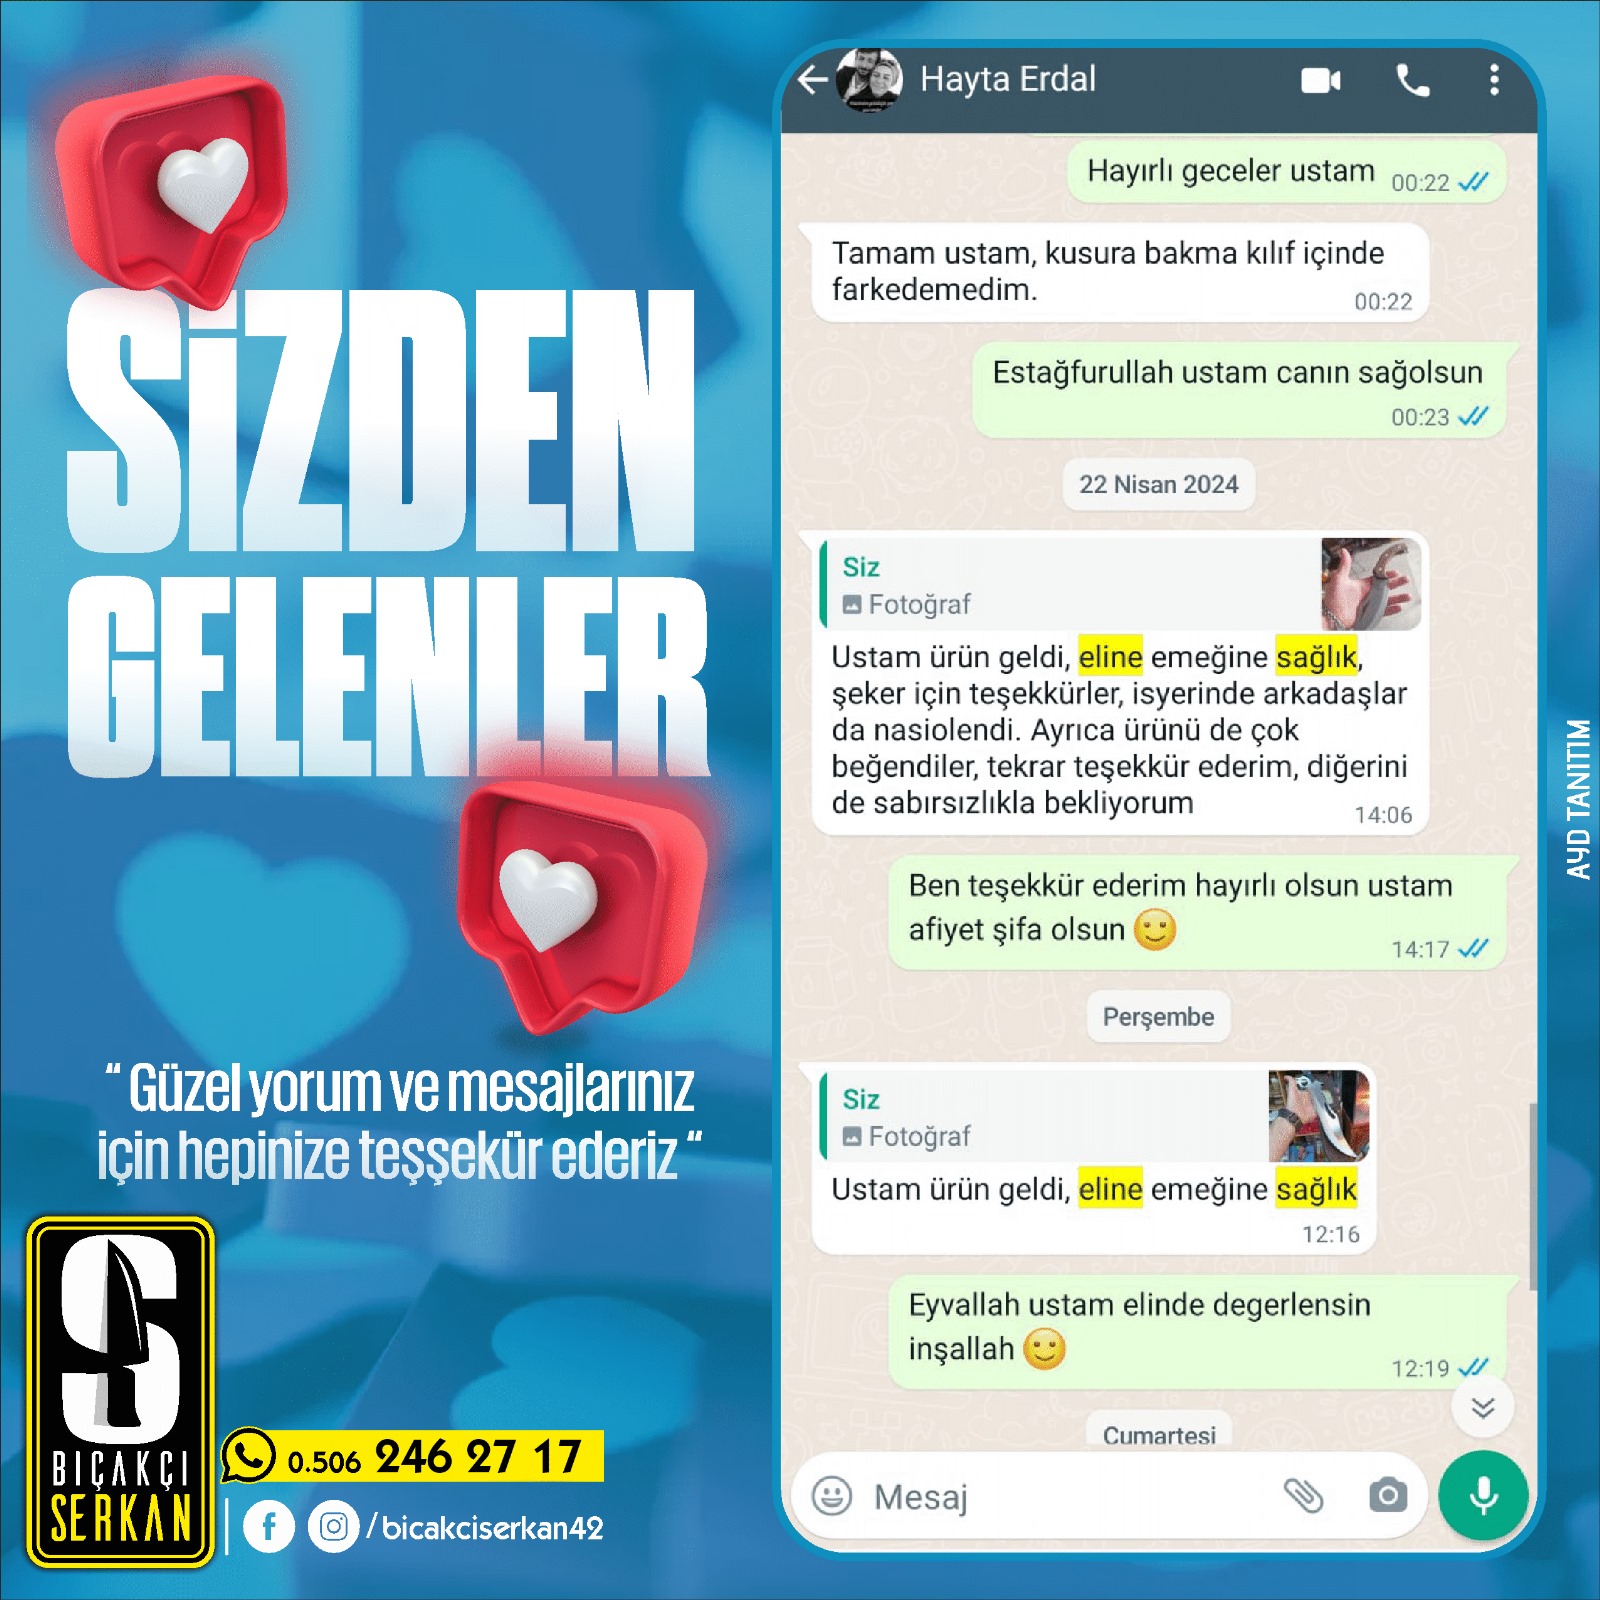 SİZDEN
GELENLER
“ Güzel yorum ve mesajlarınız
için hepinize teşşekür ederiz “
S
BIÇAKÇI
SERKAN
0.506 246 27 17
f
/bicakciserkan42
Hayta Erdal
Hayırlı geceler ustam 00:22
Tamam ustam, kusura bakma kılıf içinde
farkedemedim. 00:22
Estağfurullah ustam canın sağolsun
00:23
22 Nisan 2024
Siz
Fotoğraf
Ustam ürün geldi, eline emeğine sağlık,
şeker için teşekkürler, isyerinde arkadaşlar
da nasiolendi. Ayrıca ürünü de çok
beğendiler, tekrar teşekkür ederim, diğerini
de sabırsızlıkla bekliyorum 14:06
Ben teşekkür ederim hayırlı olsun ustam
afiyet şifa olsun 🙂 14:17
Perşembe
Siz
Fotoğraf
Ustam ürün geldi, eline emeğine sağlık
12:16
Eyvallah ustam elinde degerlensin
inşallah 🙂 12:19
Cumartesi
Mesaj
AYD TANITIM